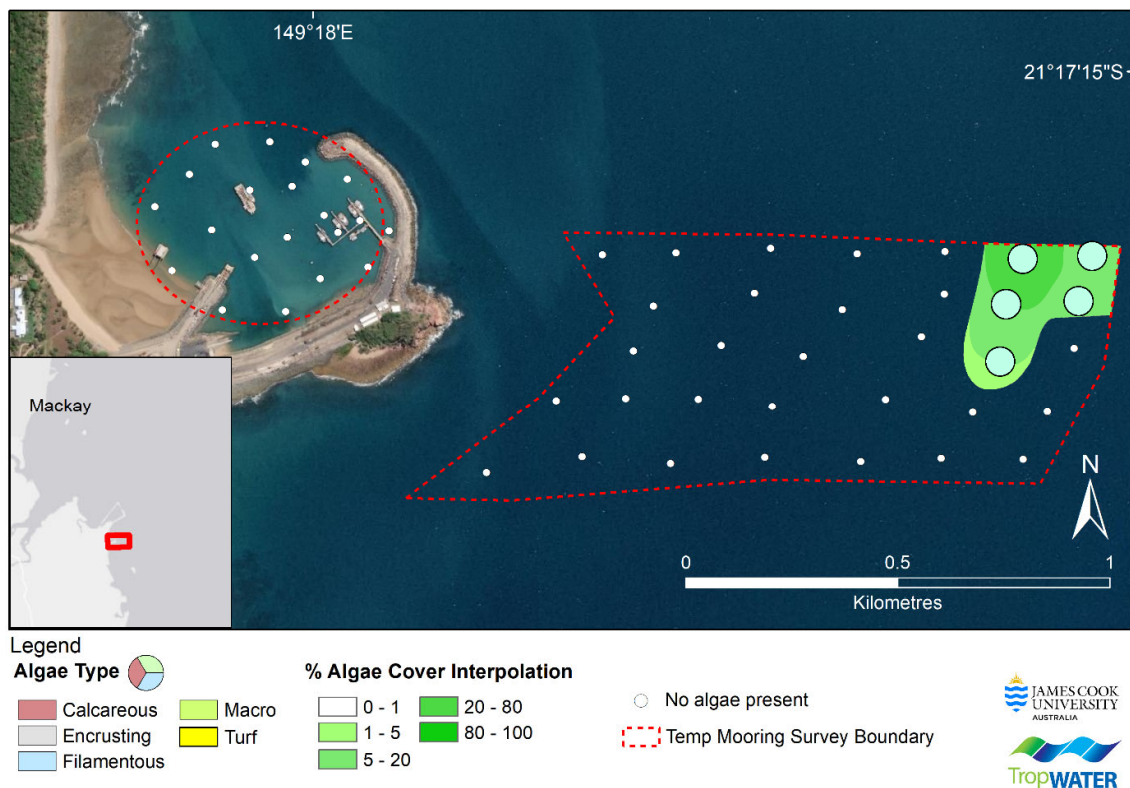 149°18'E
21°17'15"S
Mackay
N
0 0.5 1
Kilometres
Legend
Algae Type
Calcareous
Encrusting
Filamentous
Macro
Turf
% Algae Cover Interpolation
0 - 1
1 - 5
5 - 20
20 - 80
80 - 100
No algae present
Temp Mooring Survey Boundary
JAMES COOK
UNIVERSITY
AUSTRALIA
TropWATER